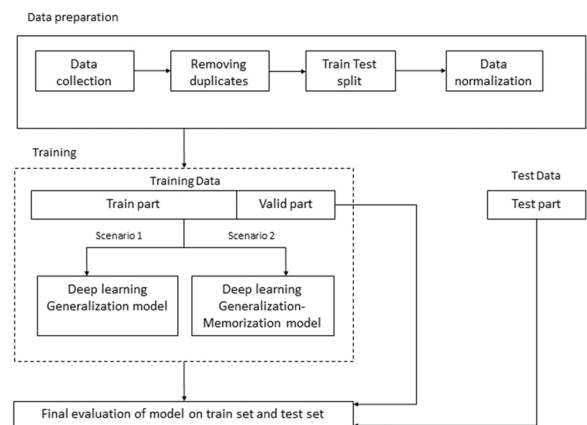 Data preparation
Data
collection
Removing
duplicates
Train Test
split
Data
normalization
Training
Training Data
Train part
Valid part
Test Data
Test part
Scenario 1
Scenario 2
Deep learning
Generalization model
Deep learning
Generalization-
Memorization model
Final evaluation of model on train set and test set